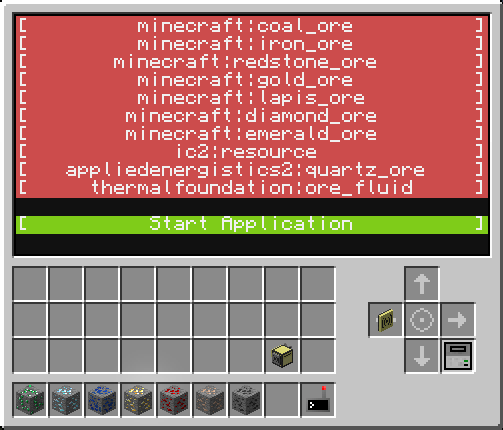 [ minecraft:coal_ore ]
[ minecraft:iron_ore ]
[ minecraft:redstone_ore ]
[ minecraft:gold_ore ]
[ minecraft:lapis_ore ]
[ minecraft:diamond_ore ]
[ minecraft:emerald_ore ]
[ ic2:resource ]
[ appliedenergistics2:quartz_ore ]
[ thermalfoundation:ore_fluid ]
[ Start Application ]